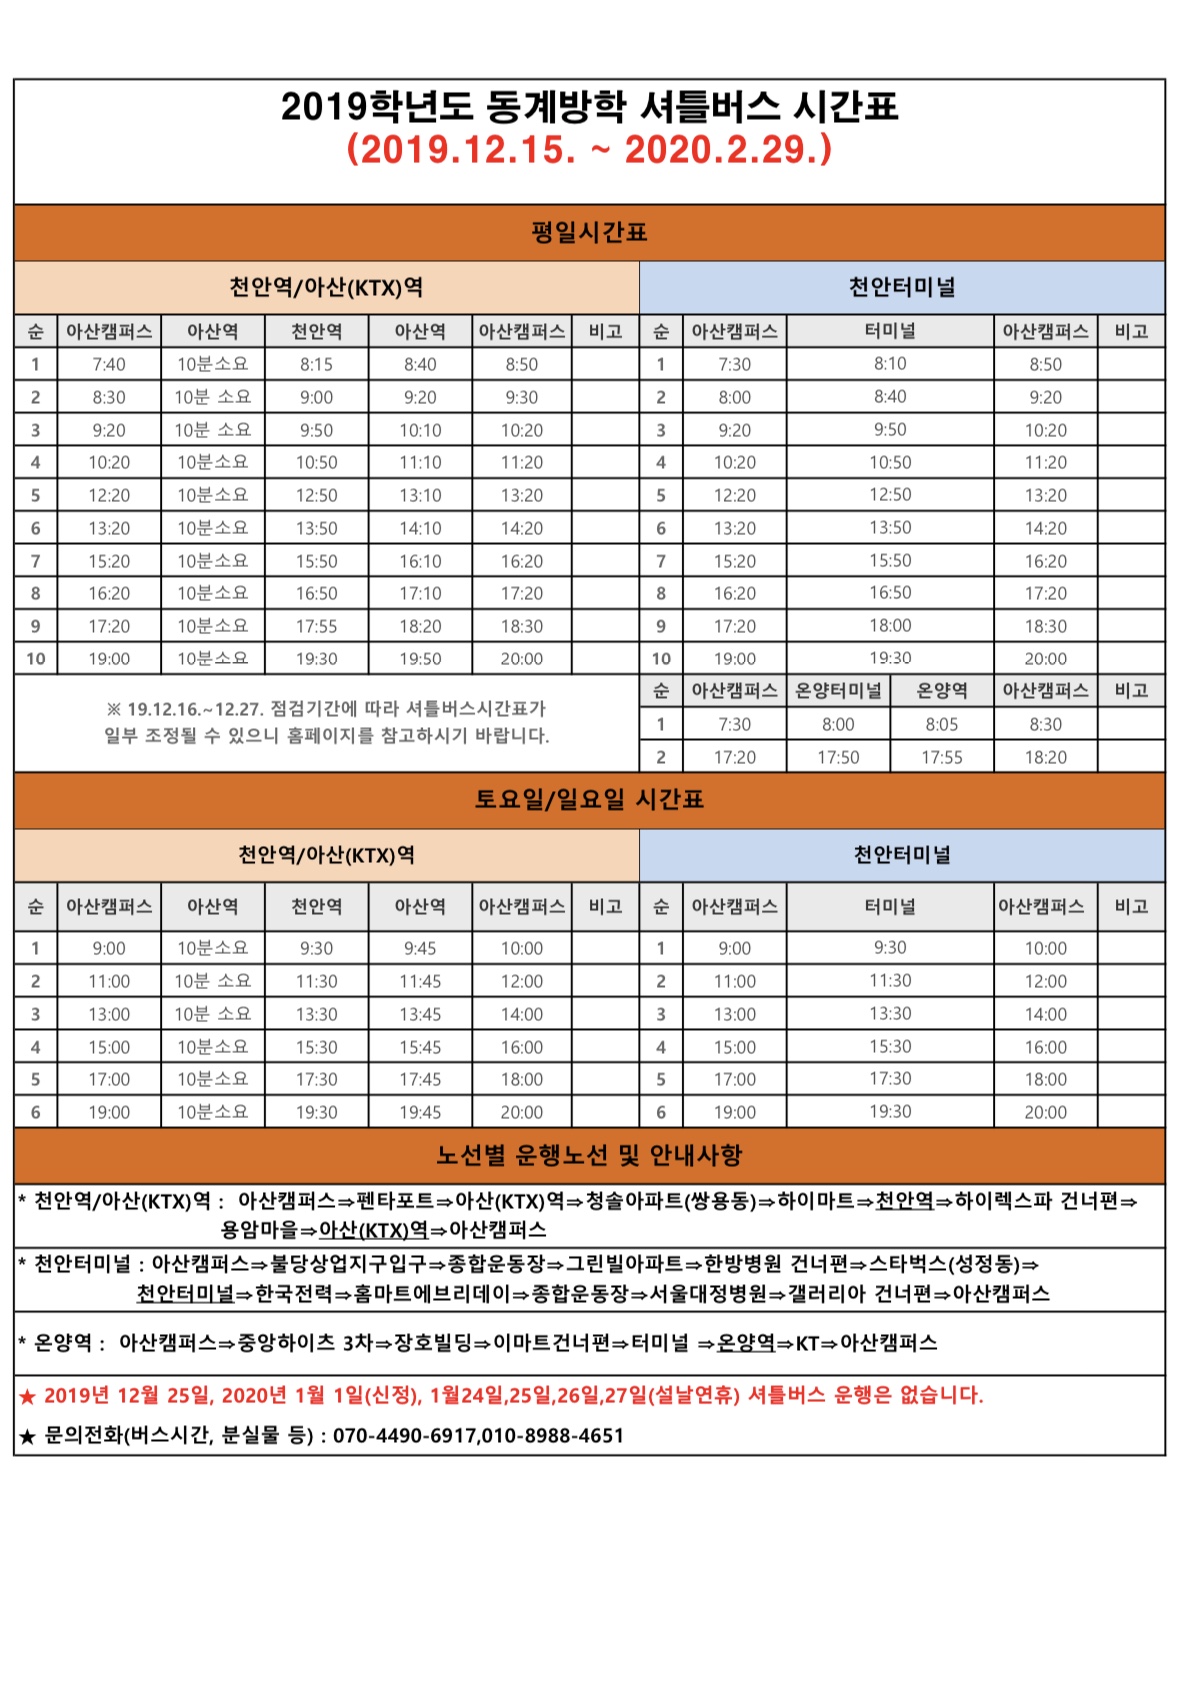 2019학년도 동계방학 셔틀버스 시간표
(2019.12.15. ~ 2020.2.29.)
평일시간표
천안역/아산(KTX)역 천안터미널
순 아산캠퍼스 아산역 천안역 아산역 아산캠퍼스 비고 순 아산캠퍼스 터미널 아산캠퍼스 비고
1 7:40 10분소요 8:15 8:40 8:50 1 7:30 8:10 8:50
2 8:30 10분 소요 9:00 9:20 9:30 2 8:00 8:40 9:20
3 9:20 10분 소요 9:50 10:10 10:20 3 9:20 9:50 10:20
4 10:20 10분소요 10:50 11:10 11:20 4 10:20 10:50 11:20
5 12:20 10분소요 12:50 13:10 13:20 5 12:20 12:50 13:20
6 13:20 10분소요 13:50 14:10 14:20 6 13:20 13:50 14:20
7 15:20 10분소요 15:50 16:10 16:20 7 15:20 15:50 16:20
8 16:20 10분소요 16:50 17:10 17:20 8 16:20 16:50 17:20
9 17:20 10분소요 17:55 18:20 18:30 9 17:20 18:00 18:30
10 19:00 10분소요 19:30 19:50 20:00 10 19:00 19:30 20:00
※ 19.12.16.~12.27. 점검기간에 따라 셔틀버스시간표가
일부 조정될 수 있으니 홈페이지를 참고하시기 바랍니다.
순 아산캠퍼스 온양터미널 온양역 아산캠퍼스 비고
1 7:30 8:00 8:05 8:30
2 17:20 17:50 17:55 18:20
토요일/일요일 시간표
천안역/아산(KTX)역 천안터미널
순 아산캠퍼스 아산역 천안역 아산역 아산캠퍼스 비고 순 아산캠퍼스 터미널 아산캠퍼스 비고
1 9:00 10분소요 9:30 9:45 10:00 1 9:00 9:30 10:00
2 11:00 10분 소요 11:30 11:45 12:00 2 11:00 11:30 12:00
3 13:00 10분 소요 13:30 13:45 14:00 3 13:00 13:30 14:00
4 15:00 10분소요 15:30 15:45 16:00 4 15:00 15:30 16:00
5 17:00 10분소요 17:30 17:45 18:00 5 17:00 17:30 18:00
6 19:00 10분소요 19:30 19:45 20:00 6 19:00 19:30 20:00
노선별 운행노선 및 안내사항
* 천안역/아산(KTX)역 : 아산캠퍼스⇒펜타포트⇒아산(KTX)역⇒청솔아파트(쌍용동)⇒하이마트⇒천안역⇒하이렉스파 건너편⇒
용암마을⇒아산(KTX)역⇒아산캠퍼스
* 천안터미널 : 아산캠퍼스⇒불당상업지구입구⇒종합운동장⇒그린빌아파트⇒한방병원 건너편⇒스타벅스(성정동)⇒
천안터미널⇒한국전력⇒홈마트에브리데이⇒종합운동장⇒서울대정병원⇒갤러리아 건너편⇒아산캠퍼스
* 온양역 : 아산캠퍼스⇒중앙하이츠 3차⇒장호빌딩⇒이마트건너편⇒터미널 ⇒온양역⇒KT⇒아산캠퍼스
★ 2019년 12월 25일, 2020년 1월 1일(신정), 1월24일,25일,26일,27일(설날연휴) 셔틀버스 운행은 없습니다.
★ 문의전화(버스시간, 분실물 등) : 070-4490-6917,010-8988-4651